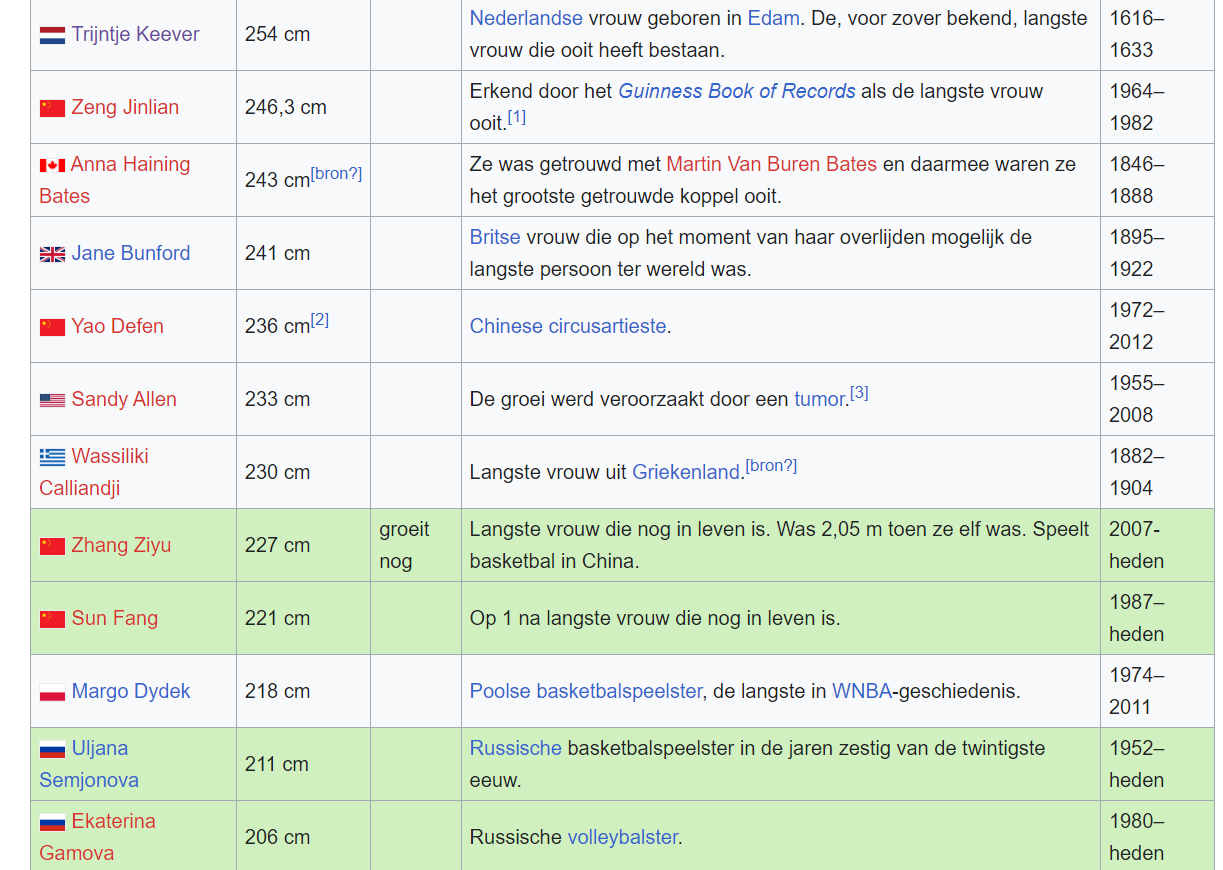 Trijntje Keever 254 cm Nederlandse vrouw geboren in Edam. De, voor zover bekend, langste 1616–
vrouw die ooit heeft bestaan. 1633
Zeng Jinlian 246,3 cm Erkend door het Guinness Book of Records als de langste vrouw 1964–
ooit.[1] 1982
Anna Haining 243 cm[bron?] Ze was getrouwd met Martin Van Buren Bates en daarmee waren ze 1846–
Bates het grootste getrouwde koppel ooit. 1888
Jane Bunford 241 cm Britse vrouw die op het moment van haar overlijden mogelijk de 1895–
langste persoon ter wereld was. 1922
Yao Defen 236 cm[2] Chinese circusartieste. 1972–
2012
Sandy Allen 233 cm De groei werd veroorzaakt door een tumor.[3] 1955–
2008
Wassiliki 230 cm Langste vrouw uit Griekenland.[bron?] 1882–
Calliandji 1904
Zhang Ziyu 227 cm groeit Langste vrouw die nog in leven is. Was 2,05 m toen ze elf was. Speelt 2007-
nog basketbal in China. heden
Sun Fang 221 cm Op 1 na langste vrouw die nog in leven is. 1987–
heden
Margo Dydek 218 cm Poolse basketbalspeelster, de langste in WNBA-geschiedenis. 1974–
2011
Uljana 211 cm Russische basketbalspeelster in de jaren zestig van de twintigste 1952–
Semjonova eeuw. heden
Ekaterina 206 cm Russische volleybalster. 1980–
Gamova heden